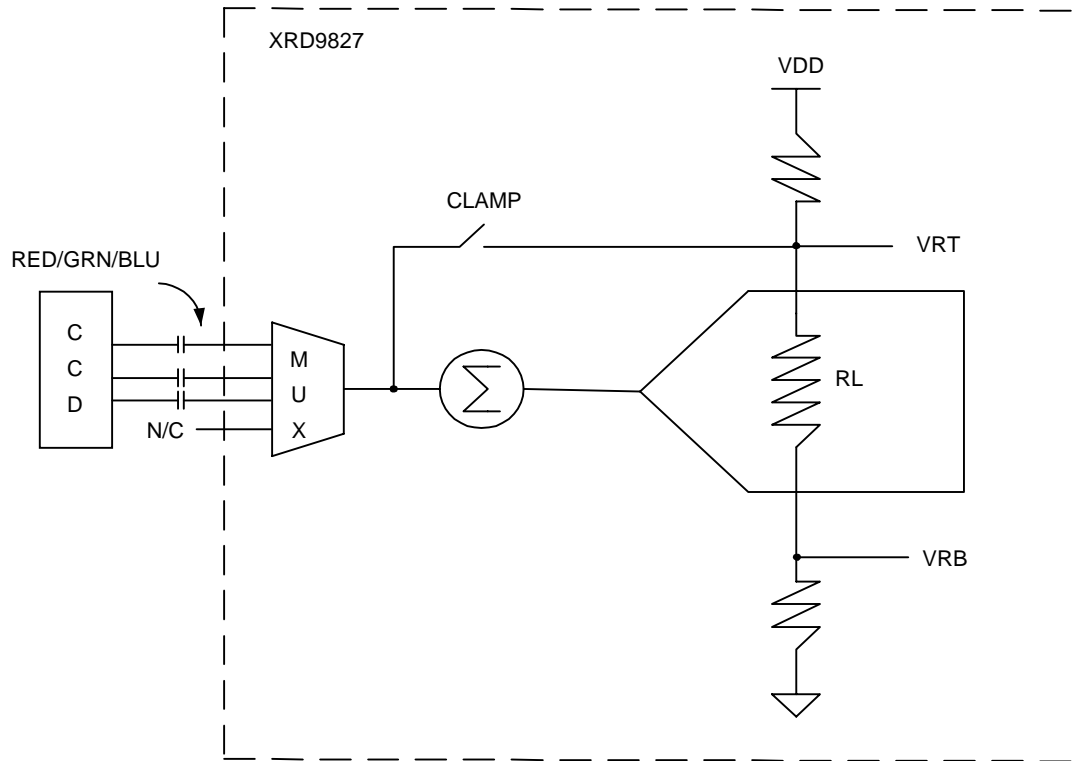 XRD9827
VDD
CLAMP
VRT
RED/GRN/BLU
C
C
D
M
U
X
N/C
Σ
RL
VRB